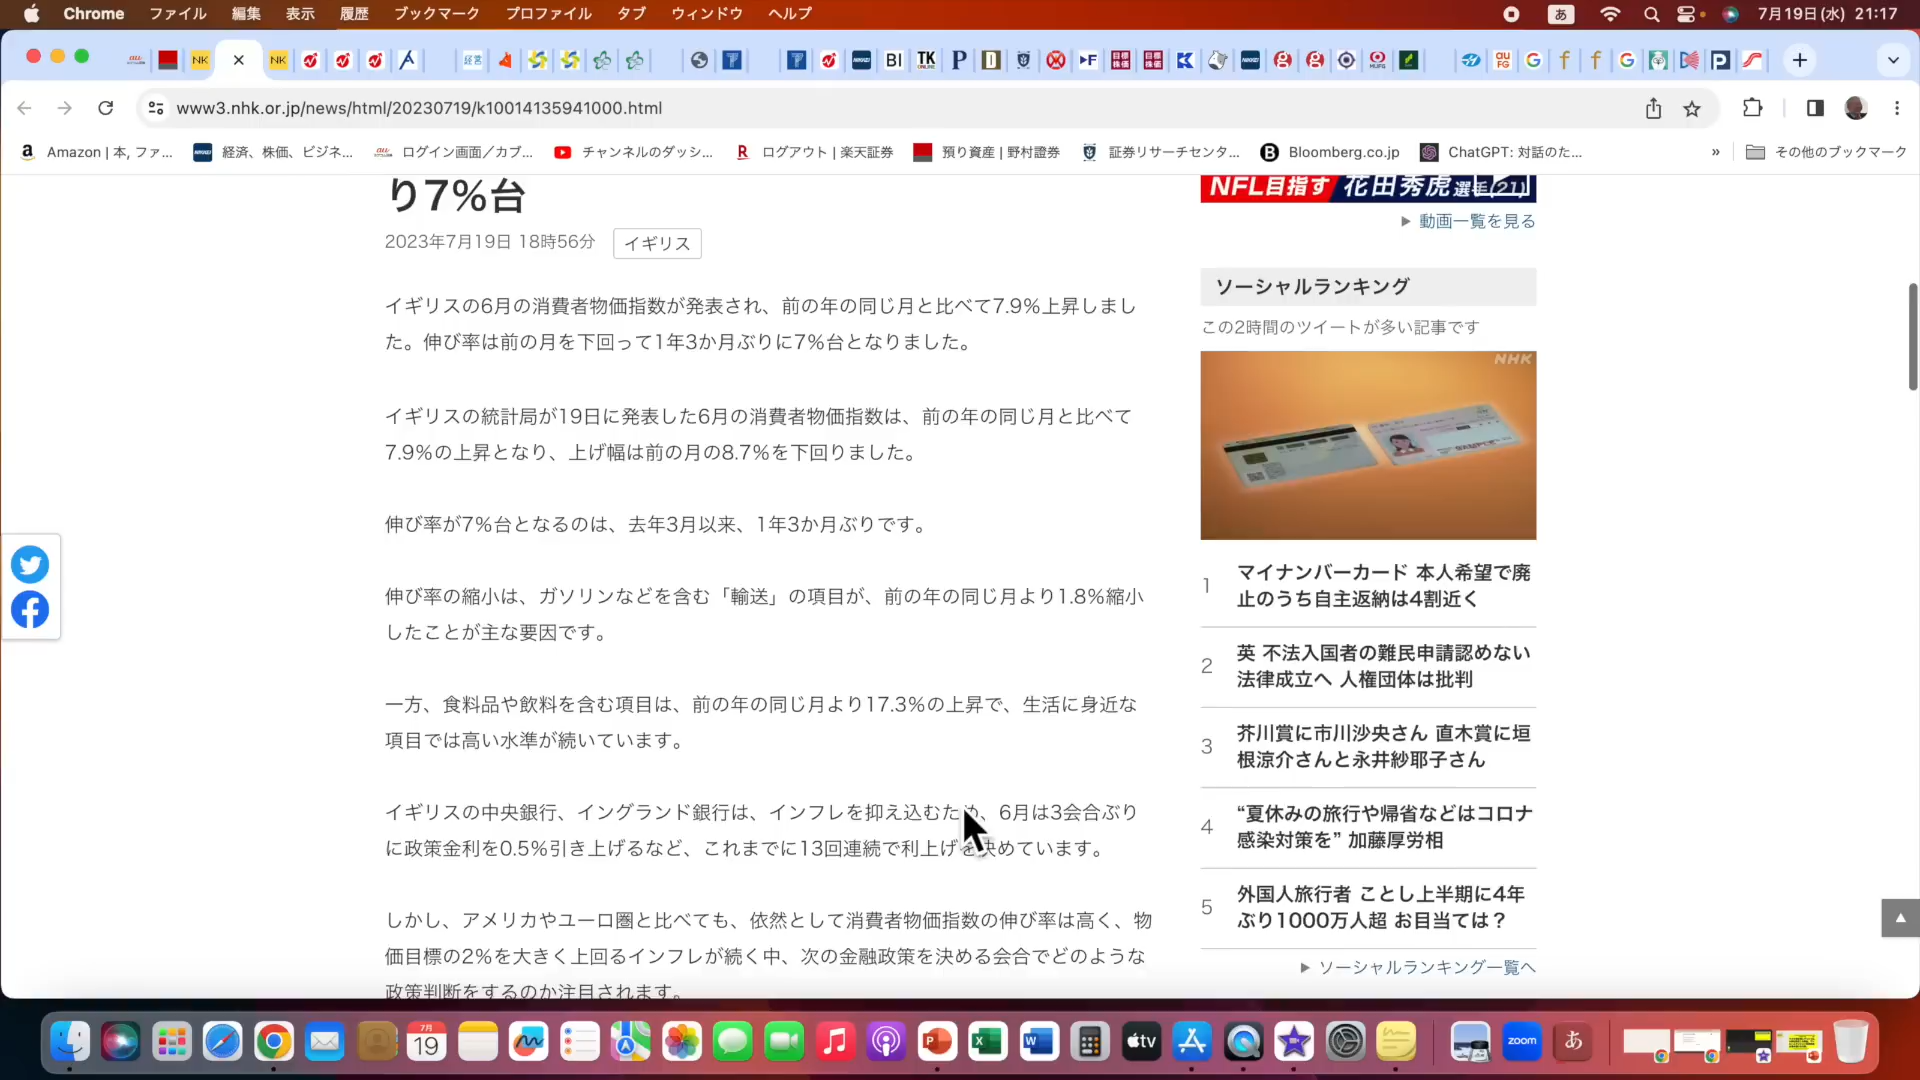 Chrome ファイル 編集 表示 履歴 ブックマーク プロファイル タブ ウィンドウ ヘルプ
あ 7月19日(水) 21:17
www3.nhk.or.jp/news/html/20230719/k10014135941000.html
Amazon | 本, ファ... 経済、株価、ビジネ... ログイン画面／カブ... チャンネルのダッシ... ログアウト | 楽天証券 預り資産 | 野村證券 証券リサーチセンタ... Bloomberg.co.jp ChatGPT: 対話のた... » その他のブックマーク
り7%台
2023年7月19日 18時56分 イギリス
イギリスの6月の消費者物価指数が発表され、前の年の同じ月と比べて7.9%上昇しまし
た。伸び率は前の月を下回って1年3か月ぶりに7%台となりました。
イギリスの統計局が19日に発表した6月の消費者物価指数は、前の年の同じ月と比べて
7.9%の上昇となり、上げ幅は前の月の8.7%を下回りました。
伸び率が7%台となるのは、去年3月以来、1年3か月ぶりです。
伸び率の縮小は、ガソリンなどを含む「輸送」の項目が、前の年の同じ月より1.8%縮小
したことが主な要因です。
一方、食料品や飲料を含む項目は、前の年の同じ月より17.3%の上昇で、生活に身近な
項目では高い水準が続いています。
イギリスの中央銀行、イングランド銀行は、インフレを抑え込むため、6月は3会合ぶり
に政策金利を0.5%引き上げるなど、これまでに13回連続で利上げを決めています。
しかし、アメリカやユーロ圏と比べても、依然として消費者物価指数の伸び率は高く、物
価目標の2%を大きく上回るインフレが続く中、次の金融政策を決める会合でどのような
政策判断をするのか注目されます。
NFL目指す 花田秀虎選手(21)
動画一覧を見る
ソーシャルランキング
この2時間のツイートが多い記事です
NHK
1 マイナンバーカード 本人希望で廃
止のうち自主返納は4割近く
2 英 不法入国者の難民申請認めない
法律成立へ 人権団体は批判
3 芥川賞に市川沙央さん 直木賞に垣
根涼介さんと永井紗耶子さん
4 “夏休みの旅行や帰省などはコロナ
感染対策を” 加藤厚労相
5 外国人旅行者 ことし上半期に4年
ぶり1000万人超 お目当ては？
ソーシャルランキング一覧へ
7月
19
tv
zoom
あ